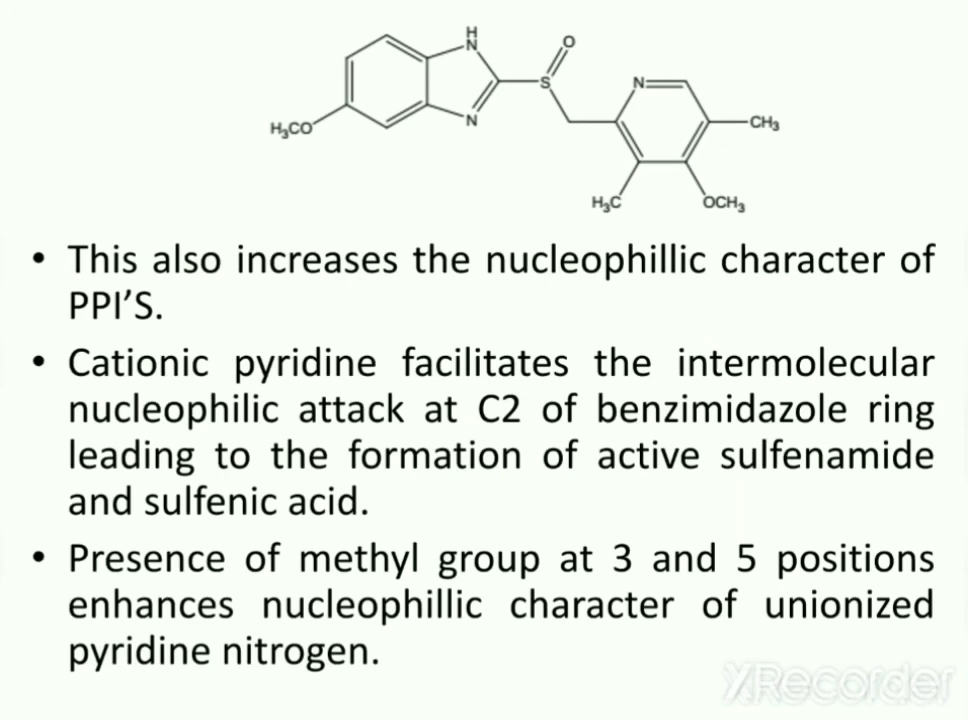 H
N
O
S
N
N
CH3
H3CO
H3C
OCH3
• This also increases the nucleophillic character of
PPI’S.
• Cationic pyridine facilitates the intermolecular
nucleophilic attack at C2 of benzimidazole ring
leading to the formation of active sulfenamide
and sulfenic acid.
• Presence of methyl group at 3 and 5 positions
enhances nucleophillic character of unionized
pyridine nitrogen.
XRecorder